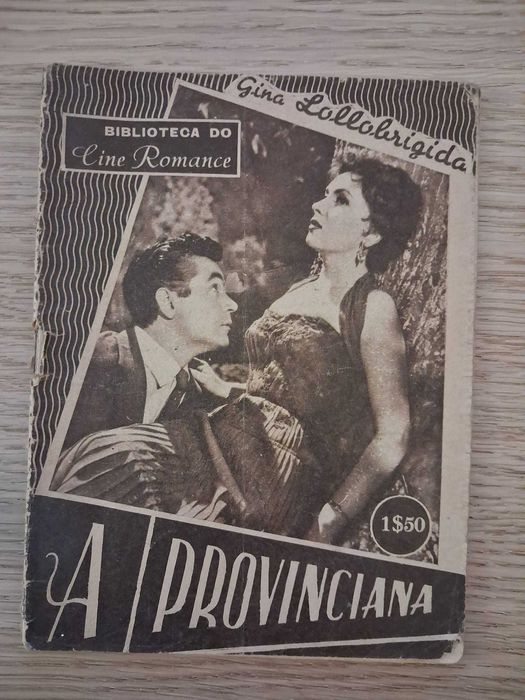 Gina Lollobrigida
BIBLIOTECA DO
Cine Romance
1$50
A PROVINCIANA